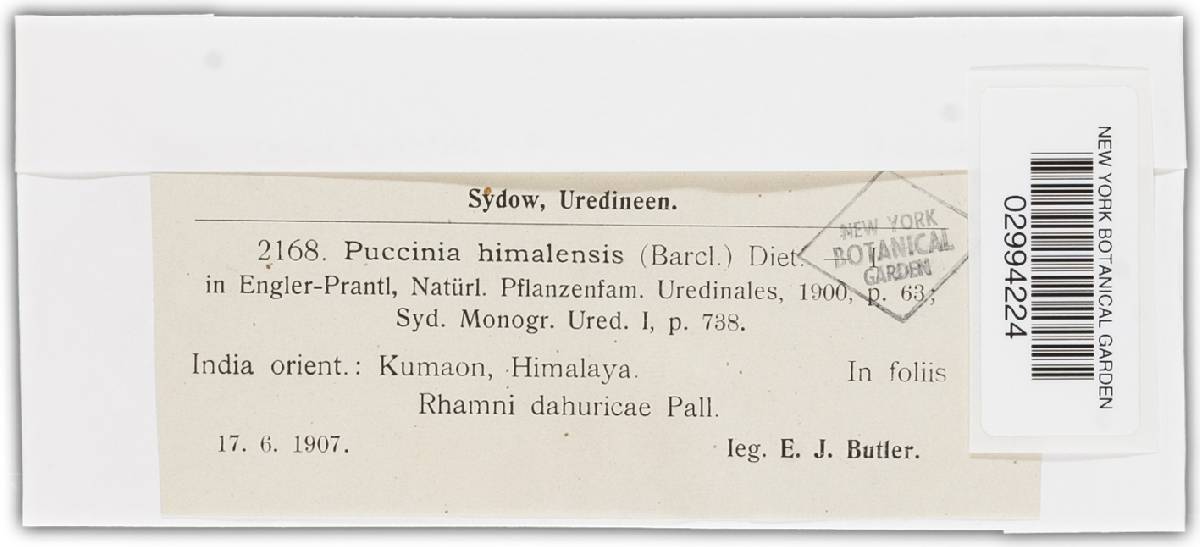 Sydow, Uredineen.
2168. Puccinia himalensis (Barcl.) Diet. —
in Engler-Prantl, Natürl. Pflanzenfam. Uredinales, 1900, p. 63;
Syd. Monogr. Ured. I, p. 738.
India orient.: Kumaon, Himalaya. In foliis
Rhamni dahuricae Pall.
17. 6. 1907. leg. E. J. Butler.
NEW YORK
BOTANICAL
GARDEN
NEW YORK BOTANICAL GARDEN
02994224